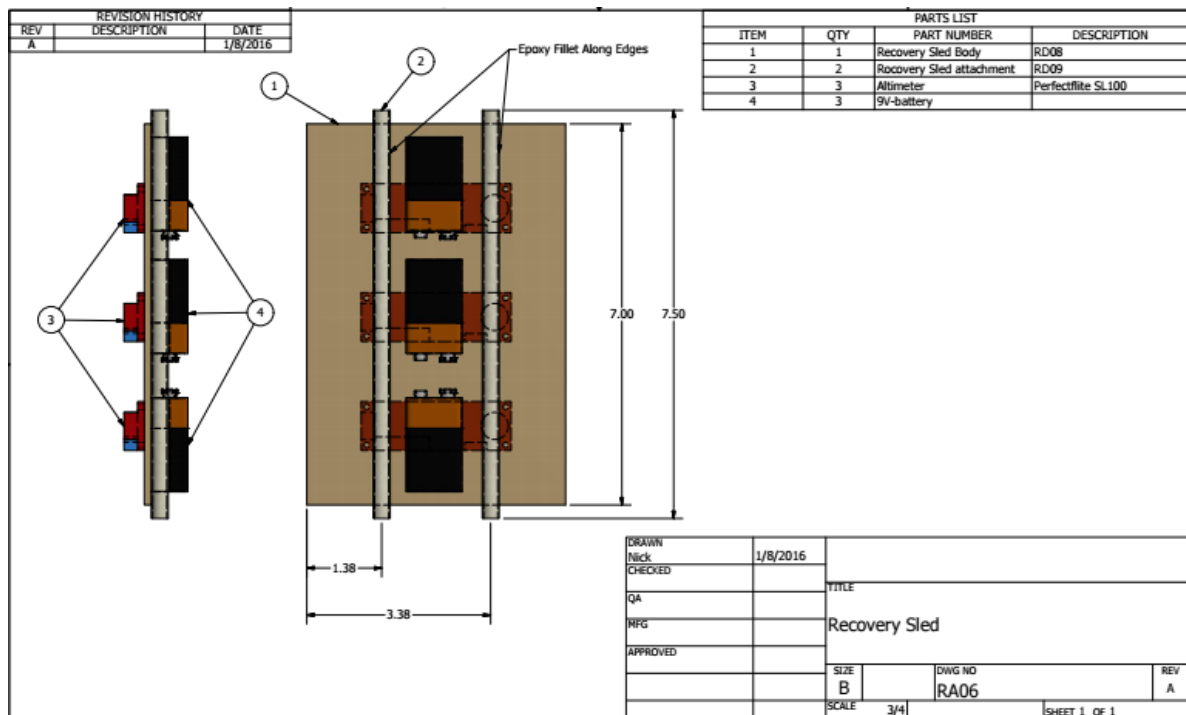 REVISION HISTORY
REV DESCRIPTION DATE
A 1/8/2016
PARTS LIST
ITEM QTY PART NUMBER DESCRIPTION
1 1 Recovery Sled Body RD08
2 2 Rocovery Sled attachment RD09
3 3 Altimeter Perfectflite SL100
4 3 9V-battery
Epoxy Fillet Along Edges
1
2
3
4
7.00
7.50
1.38
3.38
DRAWN
Nick 1/8/2016
CHECKED
QA
MFG
APPROVED
TITLE
Recovery Sled
SIZE
B
DWG NO
RA06
REV
A
SCALE 3/4
SHEET 1 OF 1